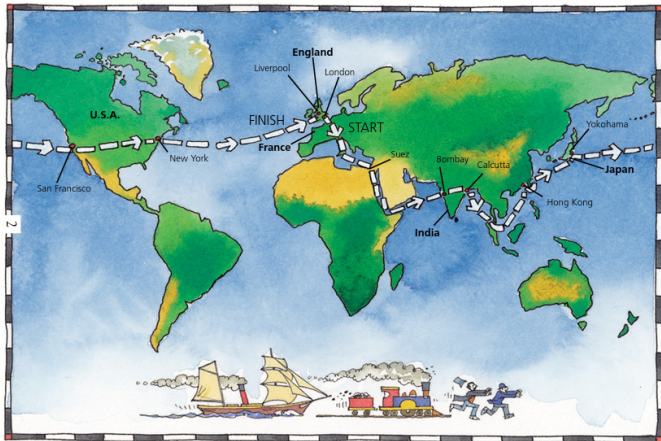 England
Liverpool
London
U.S.A.
FINISH
START
New York
France
Suez
Bombay
Calcutta
Yokohama
Japan
San Francisco
Hong Kong
India
2